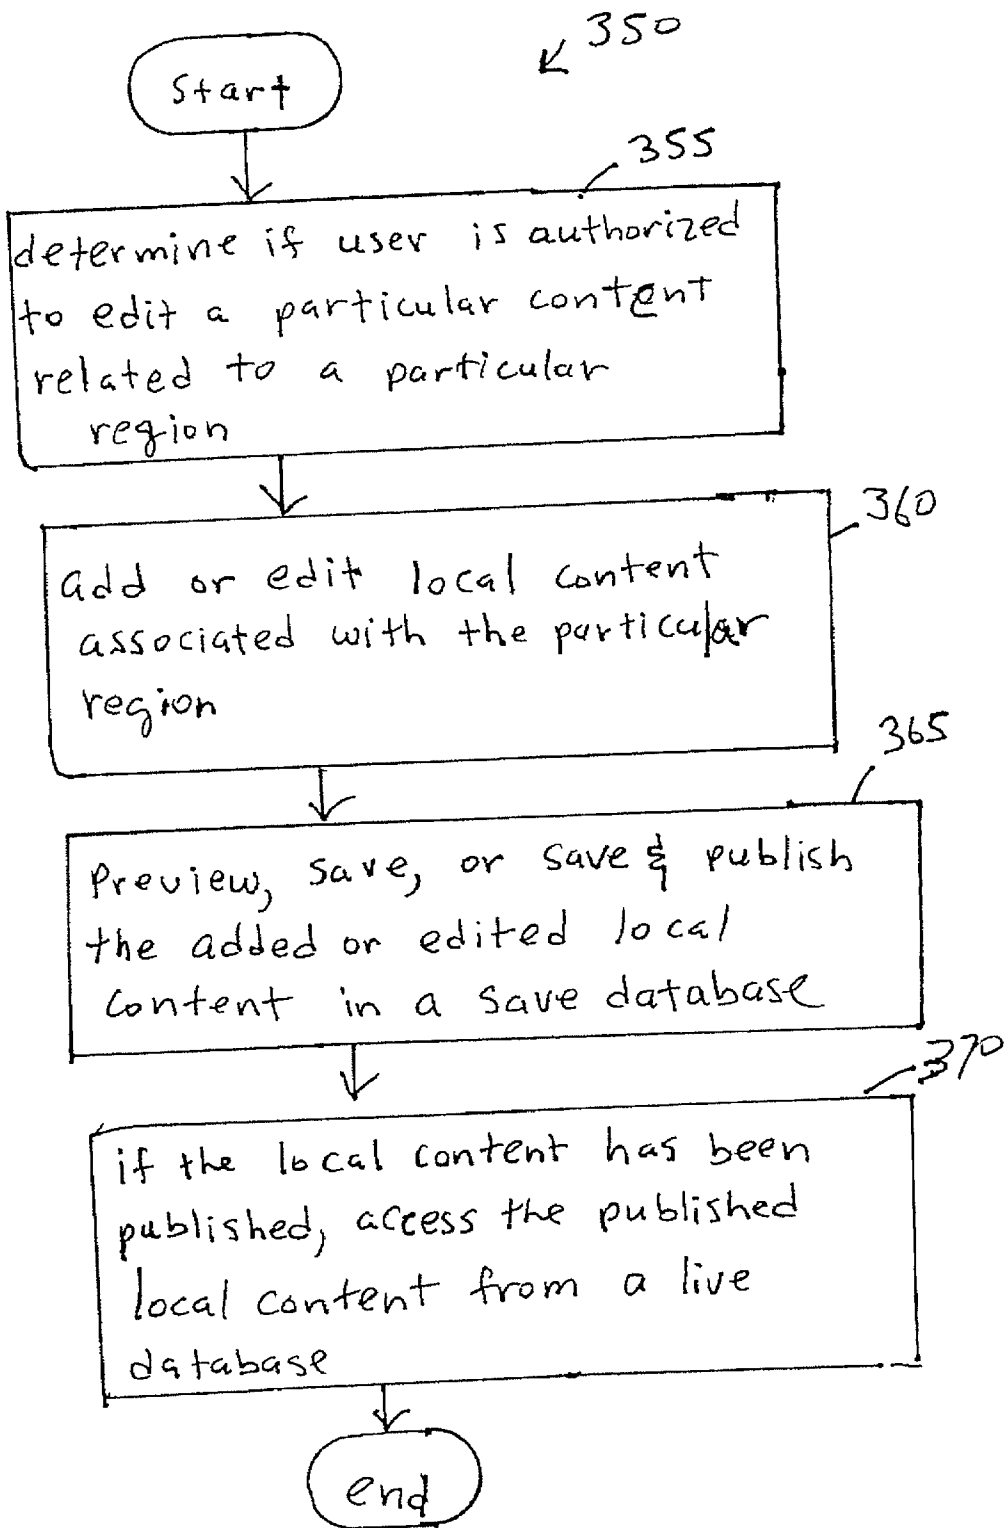 350
Start
355
determine if user is authorized
to edit a particular content
related to a particular
region
360
add or edit local content
associated with the particular
region
365
Preview, save, or save & publish
the added or edited local
content in a save database
370
if the local content has been
published, access the published
local content from a live
database
end